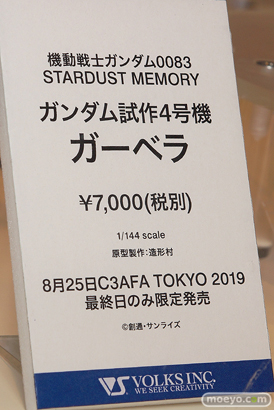 機動戦士ガンダム0083
STARDUST MEMORY
ガンダム試作4号機
ガーベラ
¥7,000(税別)
1/144 scale
原型製作:造形村
8月25日C3AFA TOKYO 2019
最終日のみ限定発売
©創通・サンライズ
VS VOLKS INC.
WE SEEK CREATIVITY
moeyo.com